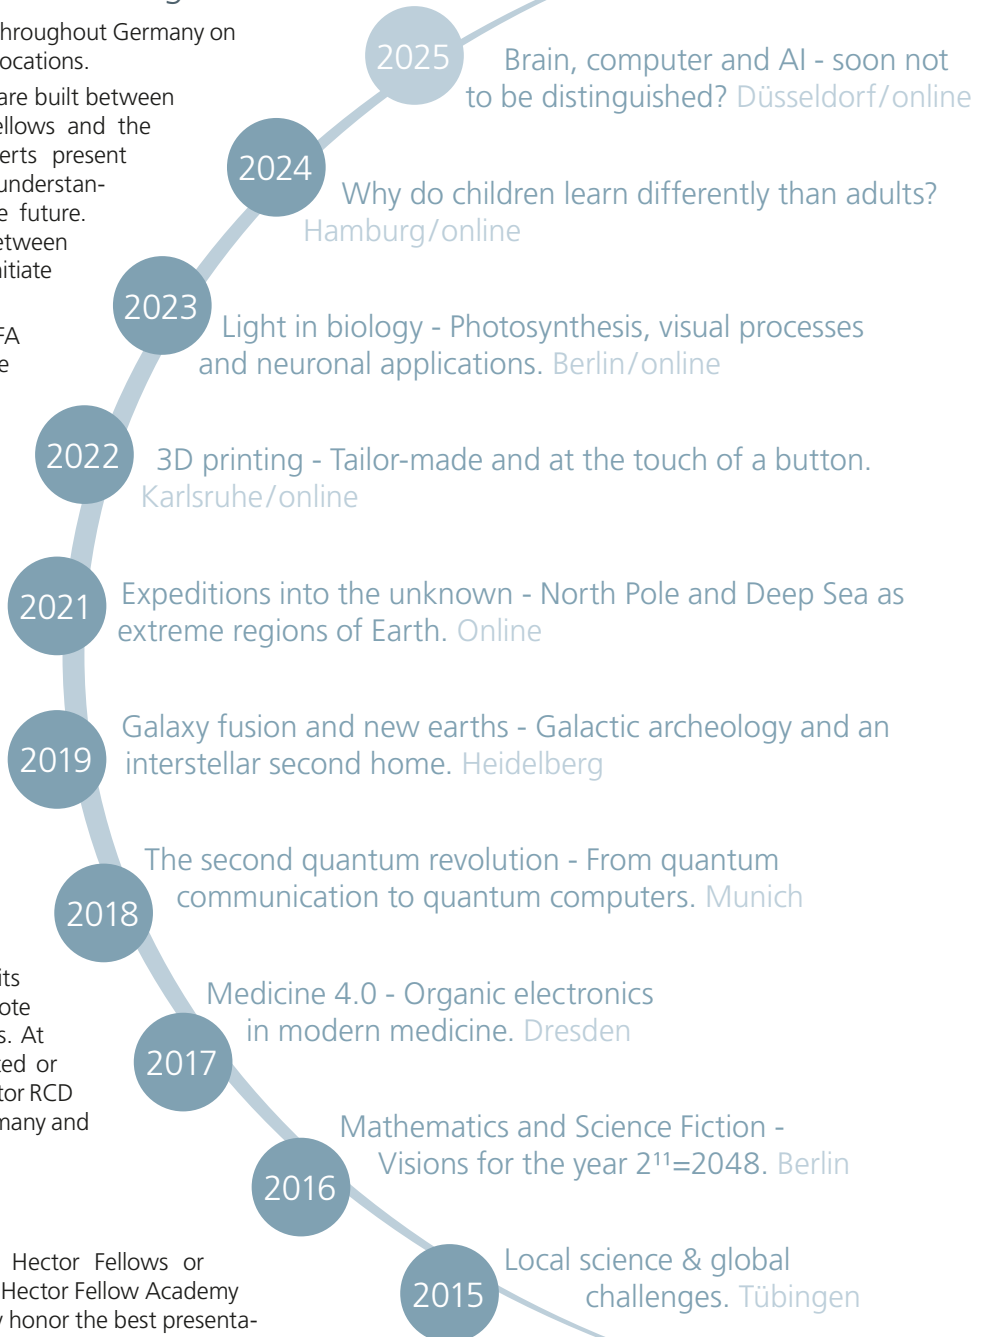 throughout Germany on
ocations.
are built between
ellows and the
erts present
understan-
e future.
etween
nitiate
FA
e
its
ote
s. At
ted or
tor RCD
many and
Hector Fellows or
Hector Fellow Academy
y honor the best presenta-
2025
Brain, computer and AI - soon not
to be distinguished? Düsseldorf/online
2024
Why do children learn differently than adults?
Hamburg/online
2023
Light in biology - Photosynthesis, visual processes
and neuronal applications. Berlin/online
2022
3D printing - Tailor-made and at the touch of a button.
Karlsruhe/online
2021
Expeditions into the unknown - North Pole and Deep Sea as
extreme regions of Earth. Online
2019
Galaxy fusion and new earths - Galactic archeology and an
interstellar second home. Heidelberg
2018
The second quantum revolution - From quantum
communication to quantum computers. Munich
2017
Medicine 4.0 - Organic electronics
in modern medicine. Dresden
2016
Mathematics and Science Fiction -
Visions for the year 2¹¹=2048. Berlin
2015
Local science & global
challenges. Tübingen